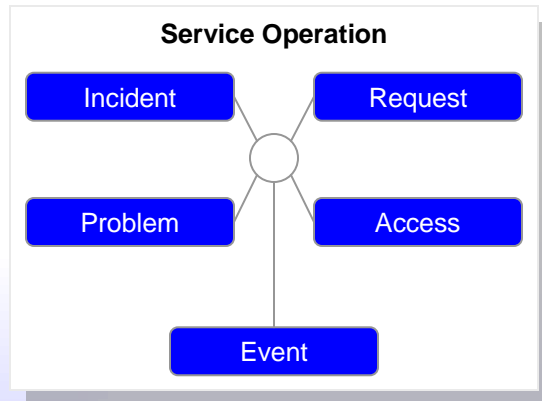 Service Operation
Incident
Request
Problem
Access
Event